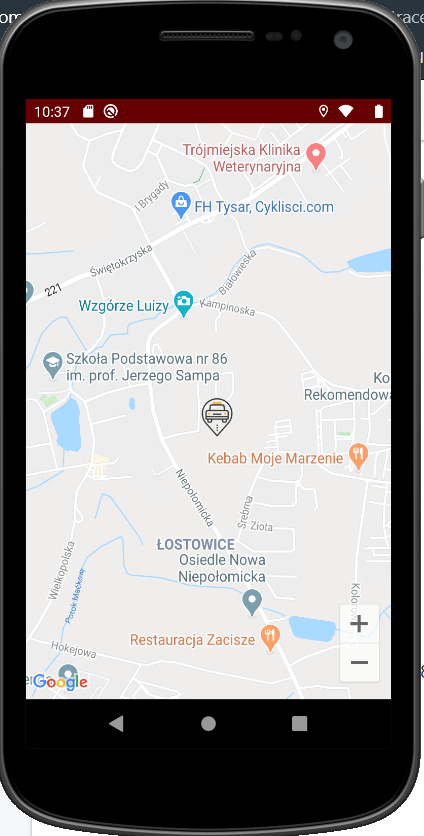 10:37
Trójmiejska Klinika
Weterynaryjna
I Brygady
FH Tysar, Cyklisci.com
Świętokrzyska
Białowieska
221
Wzgórze Luizy
Kampinoska
Szkoła Podstawowa nr 86
im. prof. Jerzego Sampa
Ko
Rekomendowa
Kebab Moje Marzenie
Niepołomicka
Srebrna
Złota
ŁOSTOWICE
Osiedle Nowa
Niepołomicka
Wielkopolska
Potok Maćkowy
Kolorowa
Restauracja Zacisze
Hokejowa
Google